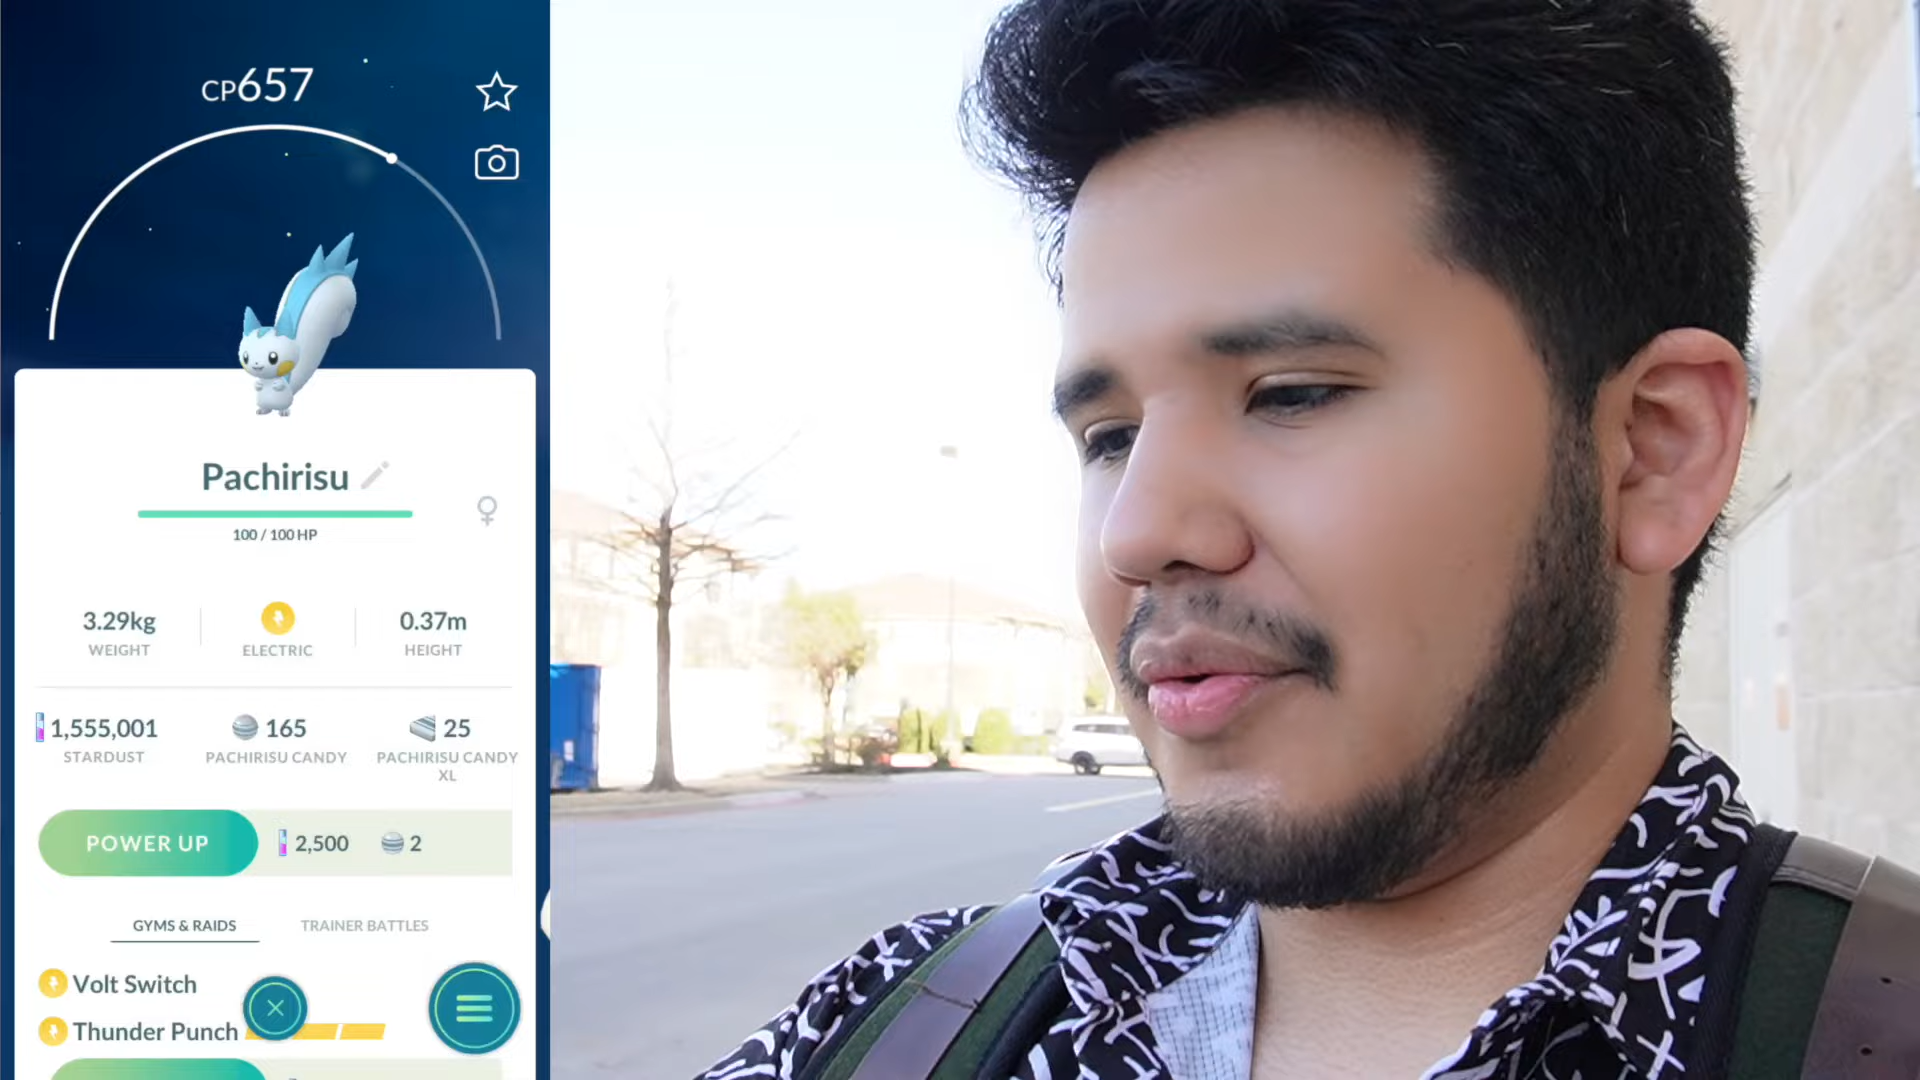 CP657
Pachirisu
100 / 100 HP
3.29kg
WEIGHT
ELECTRIC
0.37m
HEIGHT
1,555,001
STARDUST
165
PACHIRISU CANDY
25
PACHIRISU CANDY
XL
POWER UP 2,500 2
GYMS & RAIDS TRAINER BATTLES
Volt Switch
Thunder Punch